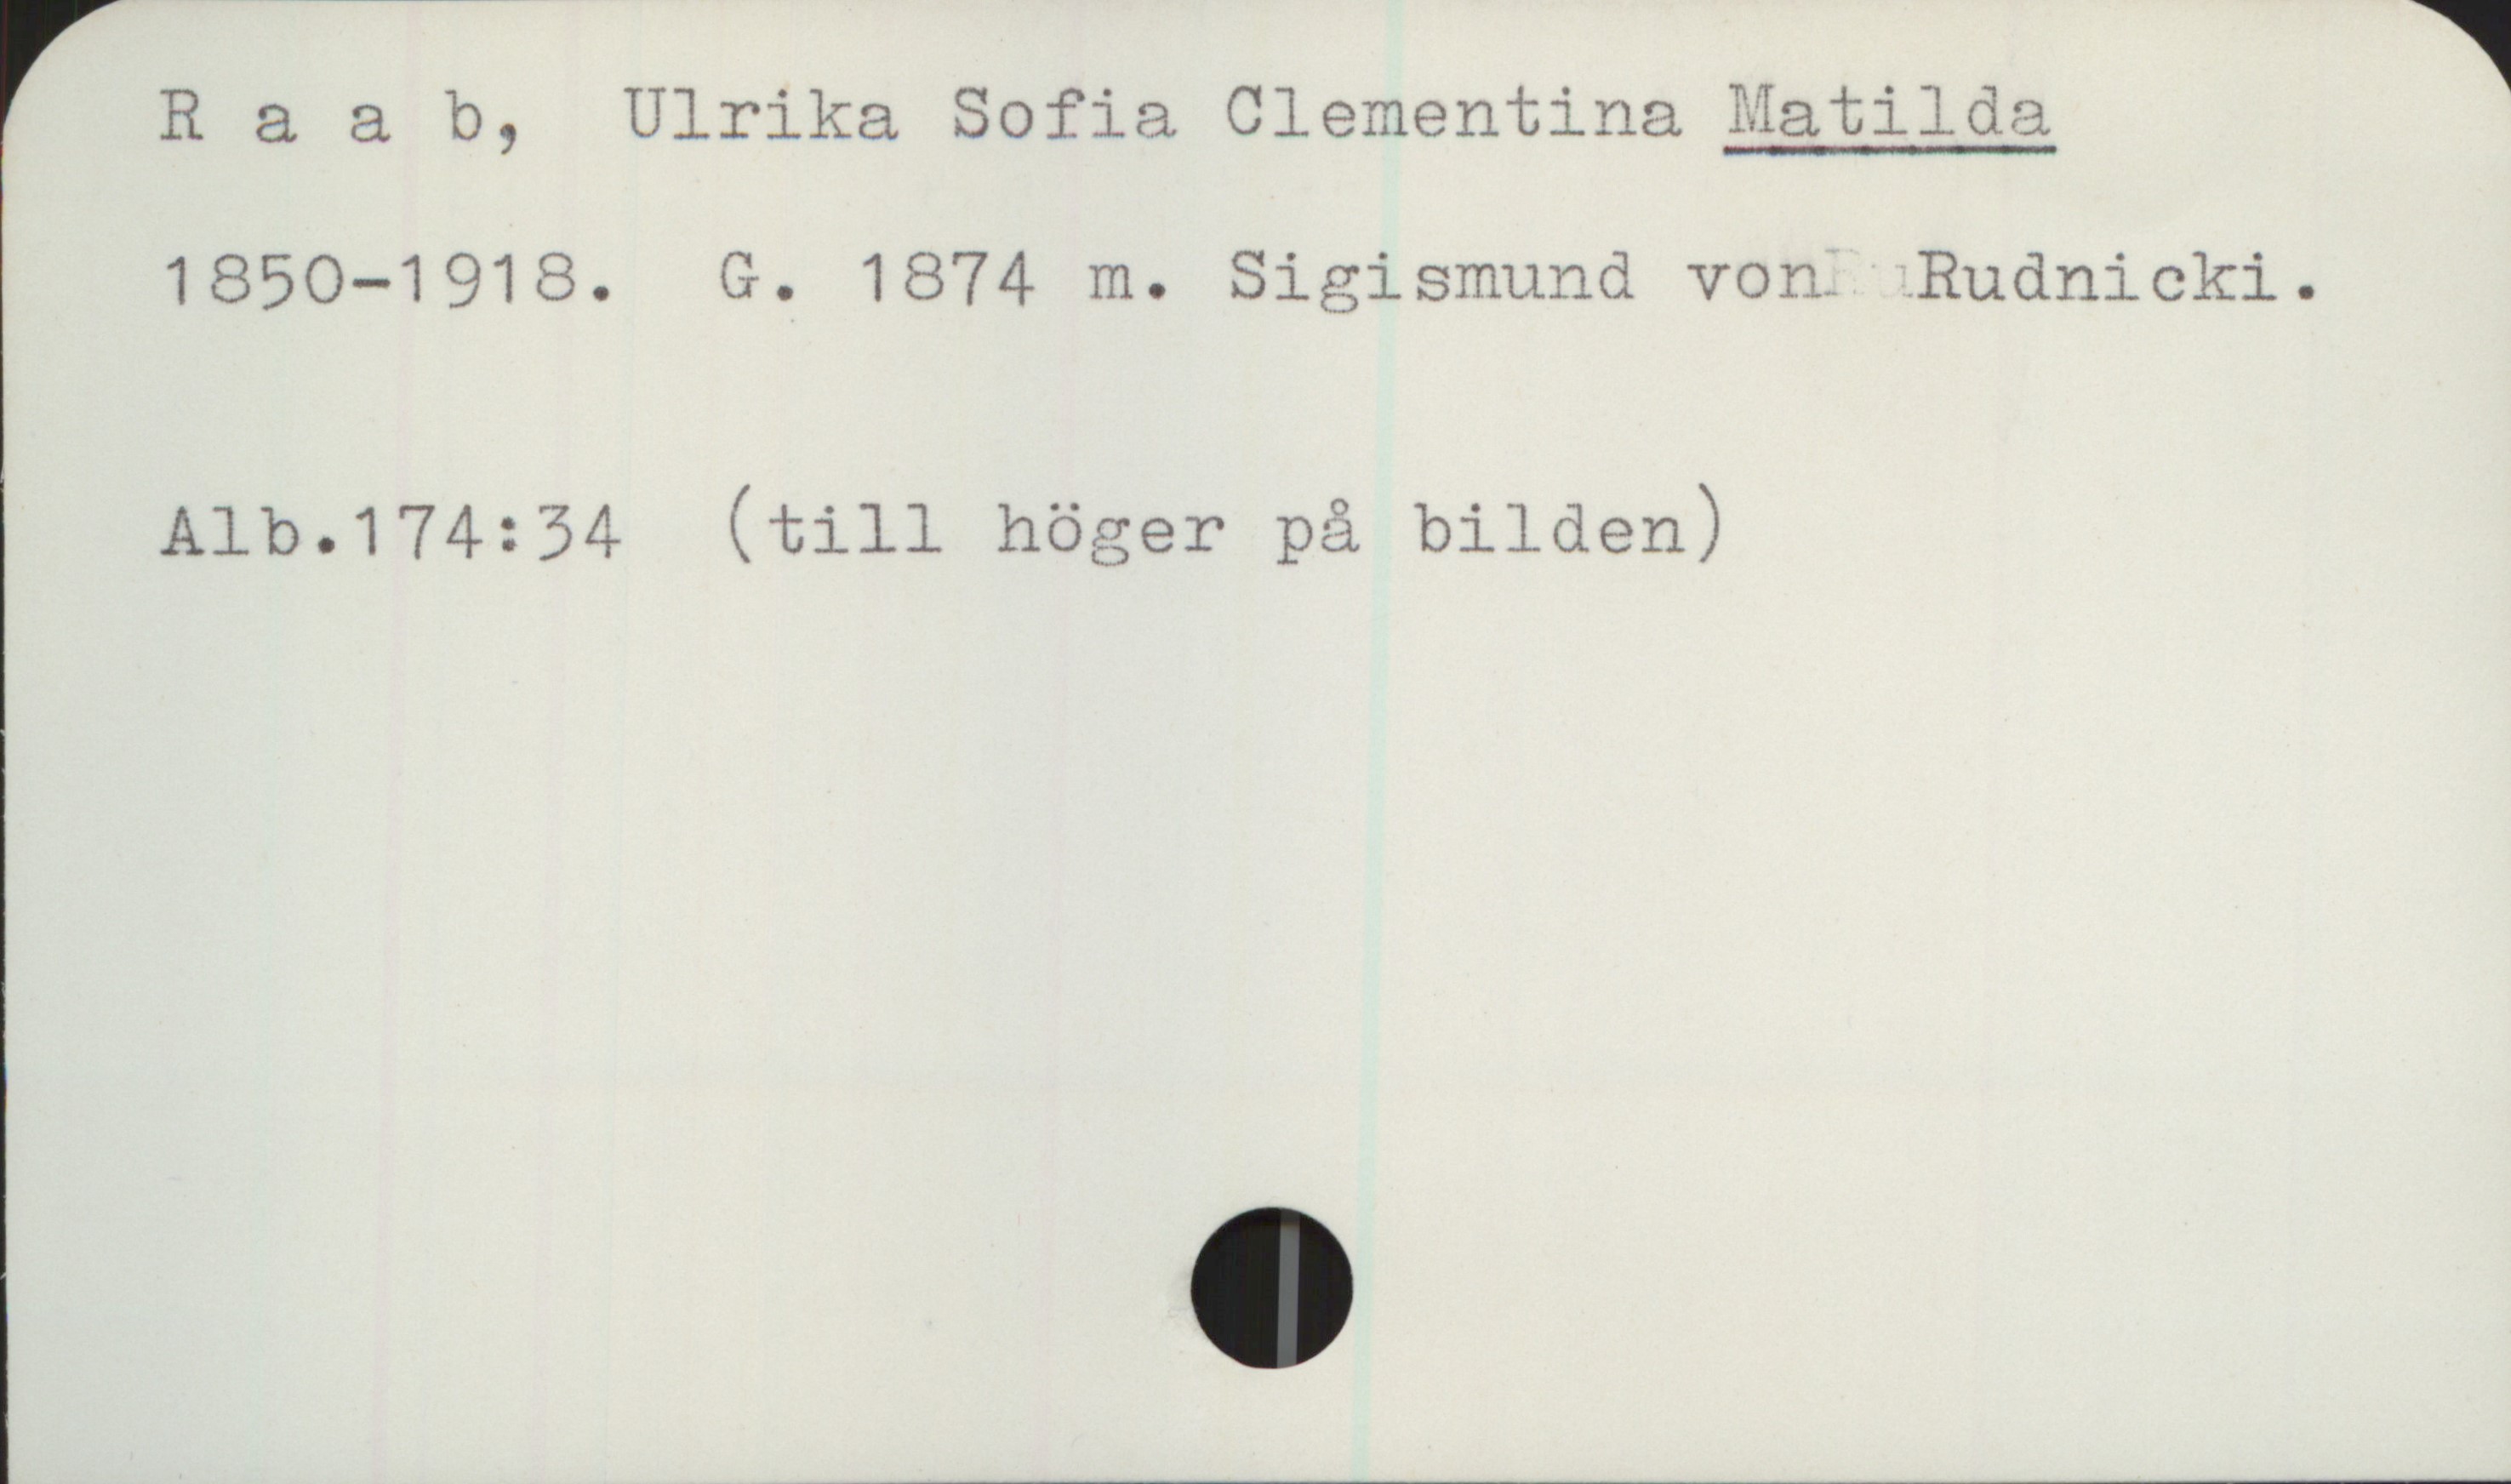 R a a b, Ulrika Sofia Clementina Matilda
1850-1918. G. 1874 m. Sigismund von Rudnicki.
Alb.174:34 (till höger på bilden)